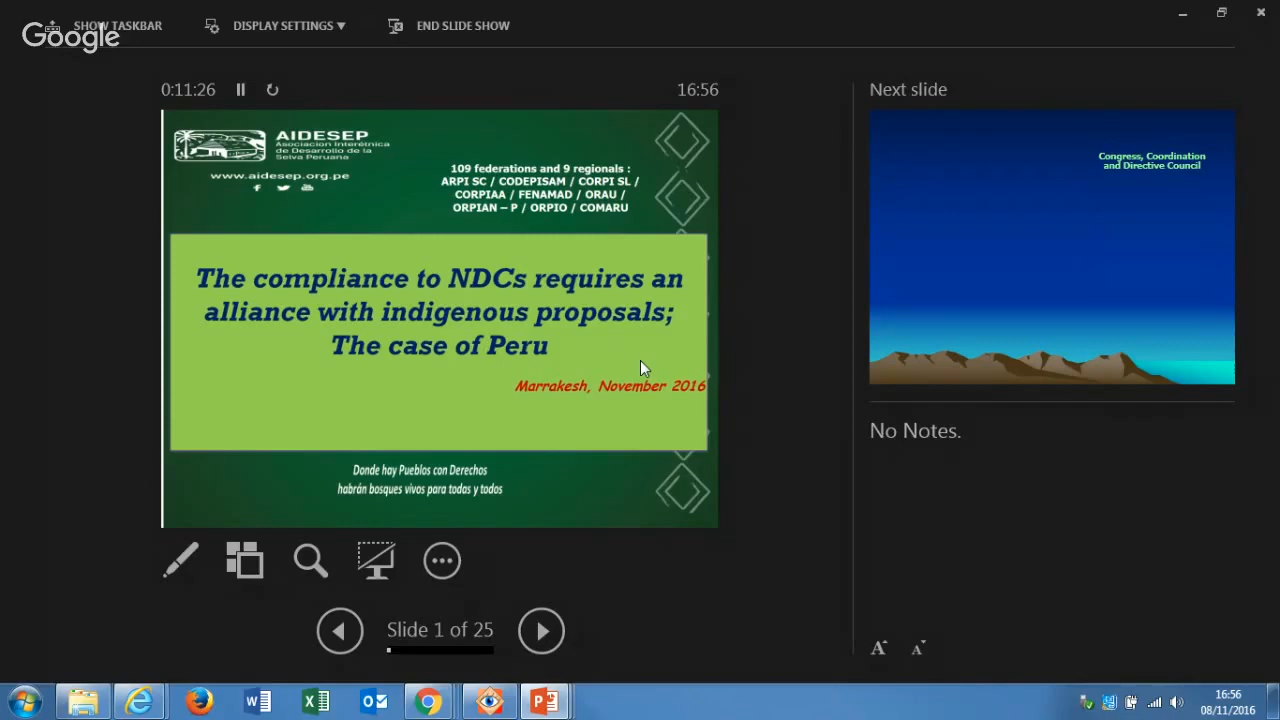 SHOW TASKBAR
DISPLAY SETTINGS ▼
END SLIDE SHOW
Google
0:11:26
16:56
Next slide
AIDESEP
Asociación Interétnica
de Desarrollo de la
Selva Peruana
www.aidesep.org.pe
109 federations and 9 regionals :
ARPI SC / CODEPISAM / CORPI SL /
CORPIAA / FENAMAD / ORAU /
ORPIAN – P / ORPIO / COMARU
Congress, Coordination
and Directive Council
The compliance to NDCs requires an
alliance with indigenous proposals;
The case of Peru
Marrakesh, November 2016
No Notes.
Donde hay Pueblos con Derechos
habrán bosques vivos para todas y todos
Slide 1 of 25
16:56
08/11/2016